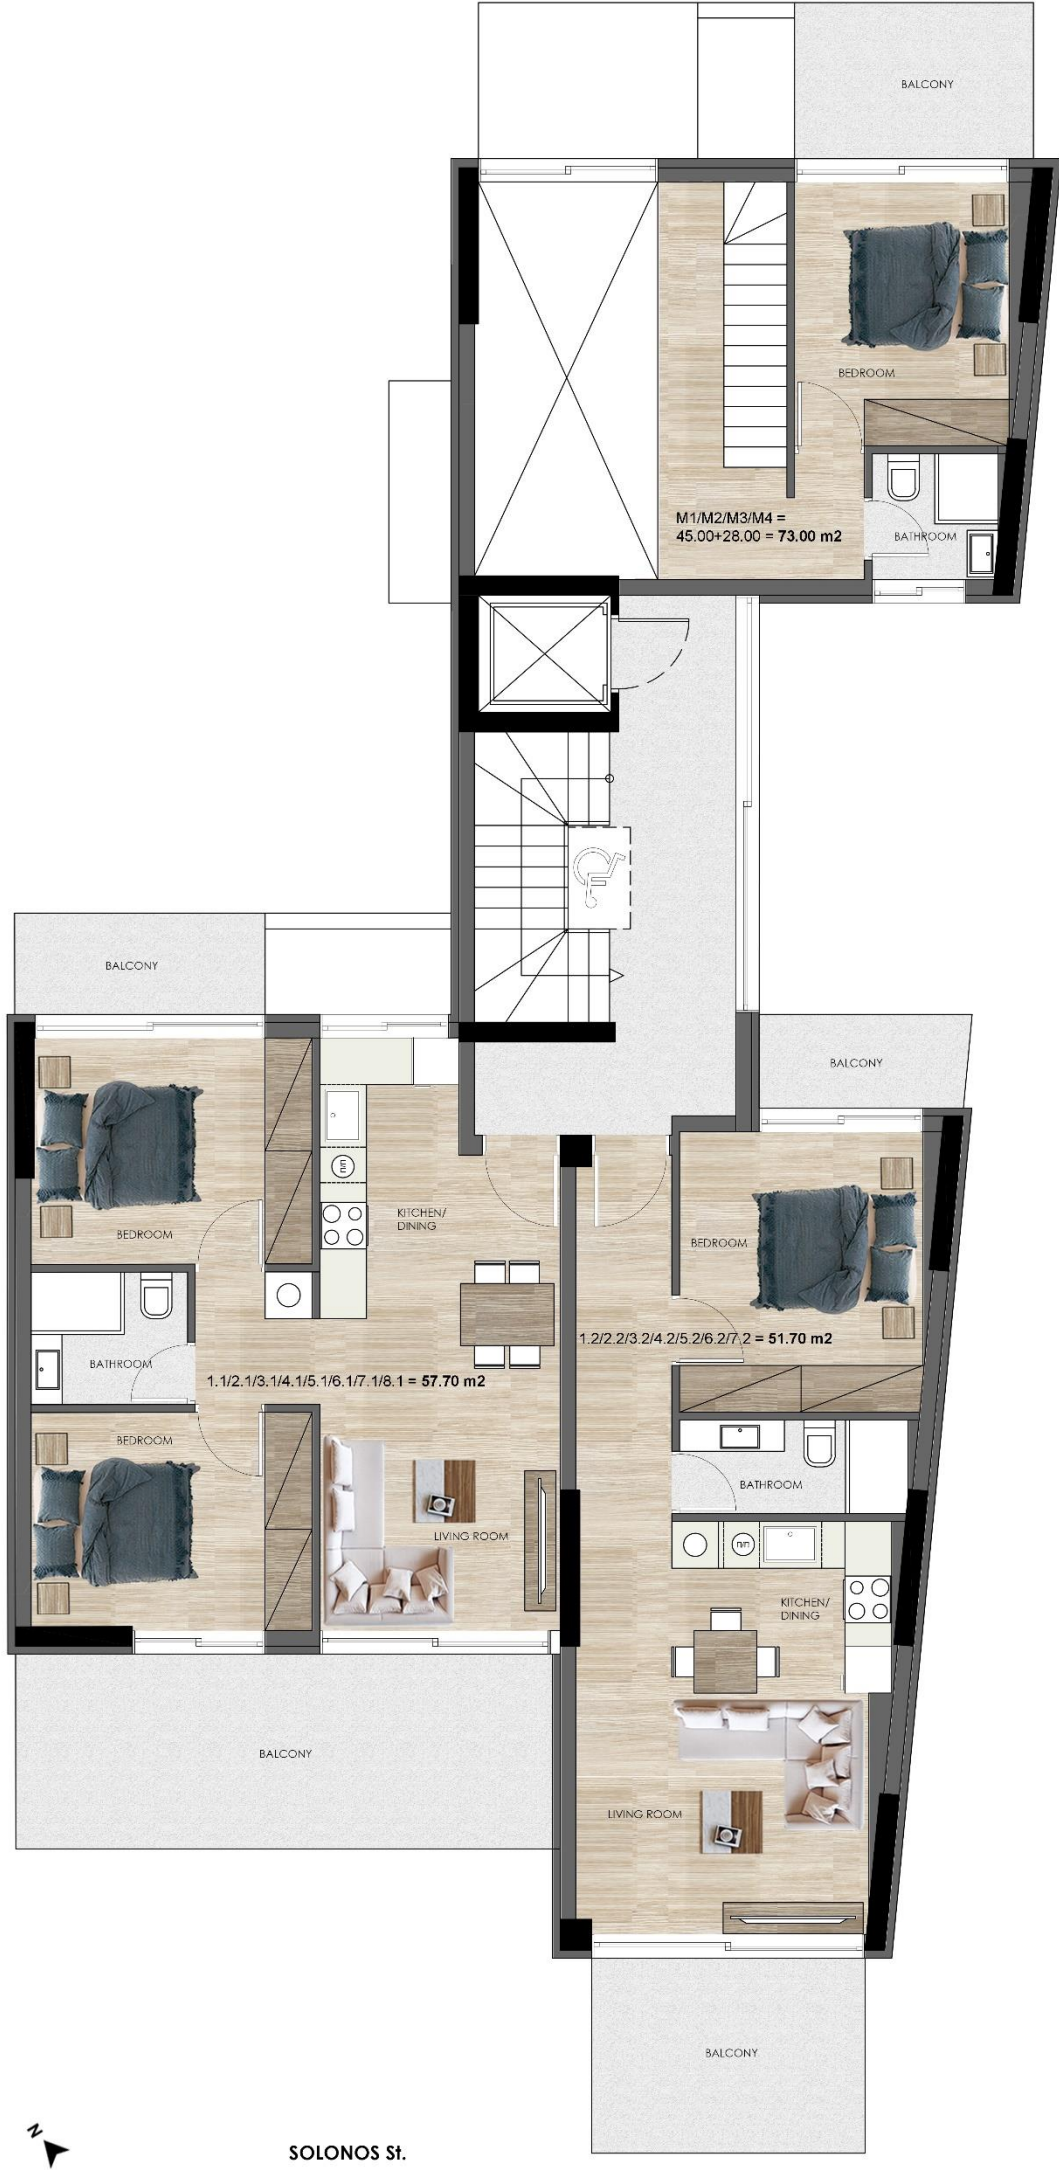 BALCONY
BEDROOM
M1/M2/M3/M4 =
45.00+28.00 = 73.00 m2
BATHROOM
BALCONY
BALCONY
KITCHEN/
DINING
BEDROOM
BEDROOM
1.2/2.2/3.2/4.2/5.2/6.2/7.2 = 51.70 m2
BATHROOM
1.1/2.1/3.1/4.1/5.1/6.1/7.1/8.1 = 57.70 m2
BEDROOM
BATHROOM
LIVING ROOM
Π/Π
Π/Π
KITCHEN/
DINING
BALCONY
LIVING ROOM
BALCONY
N
SOLONOS St.